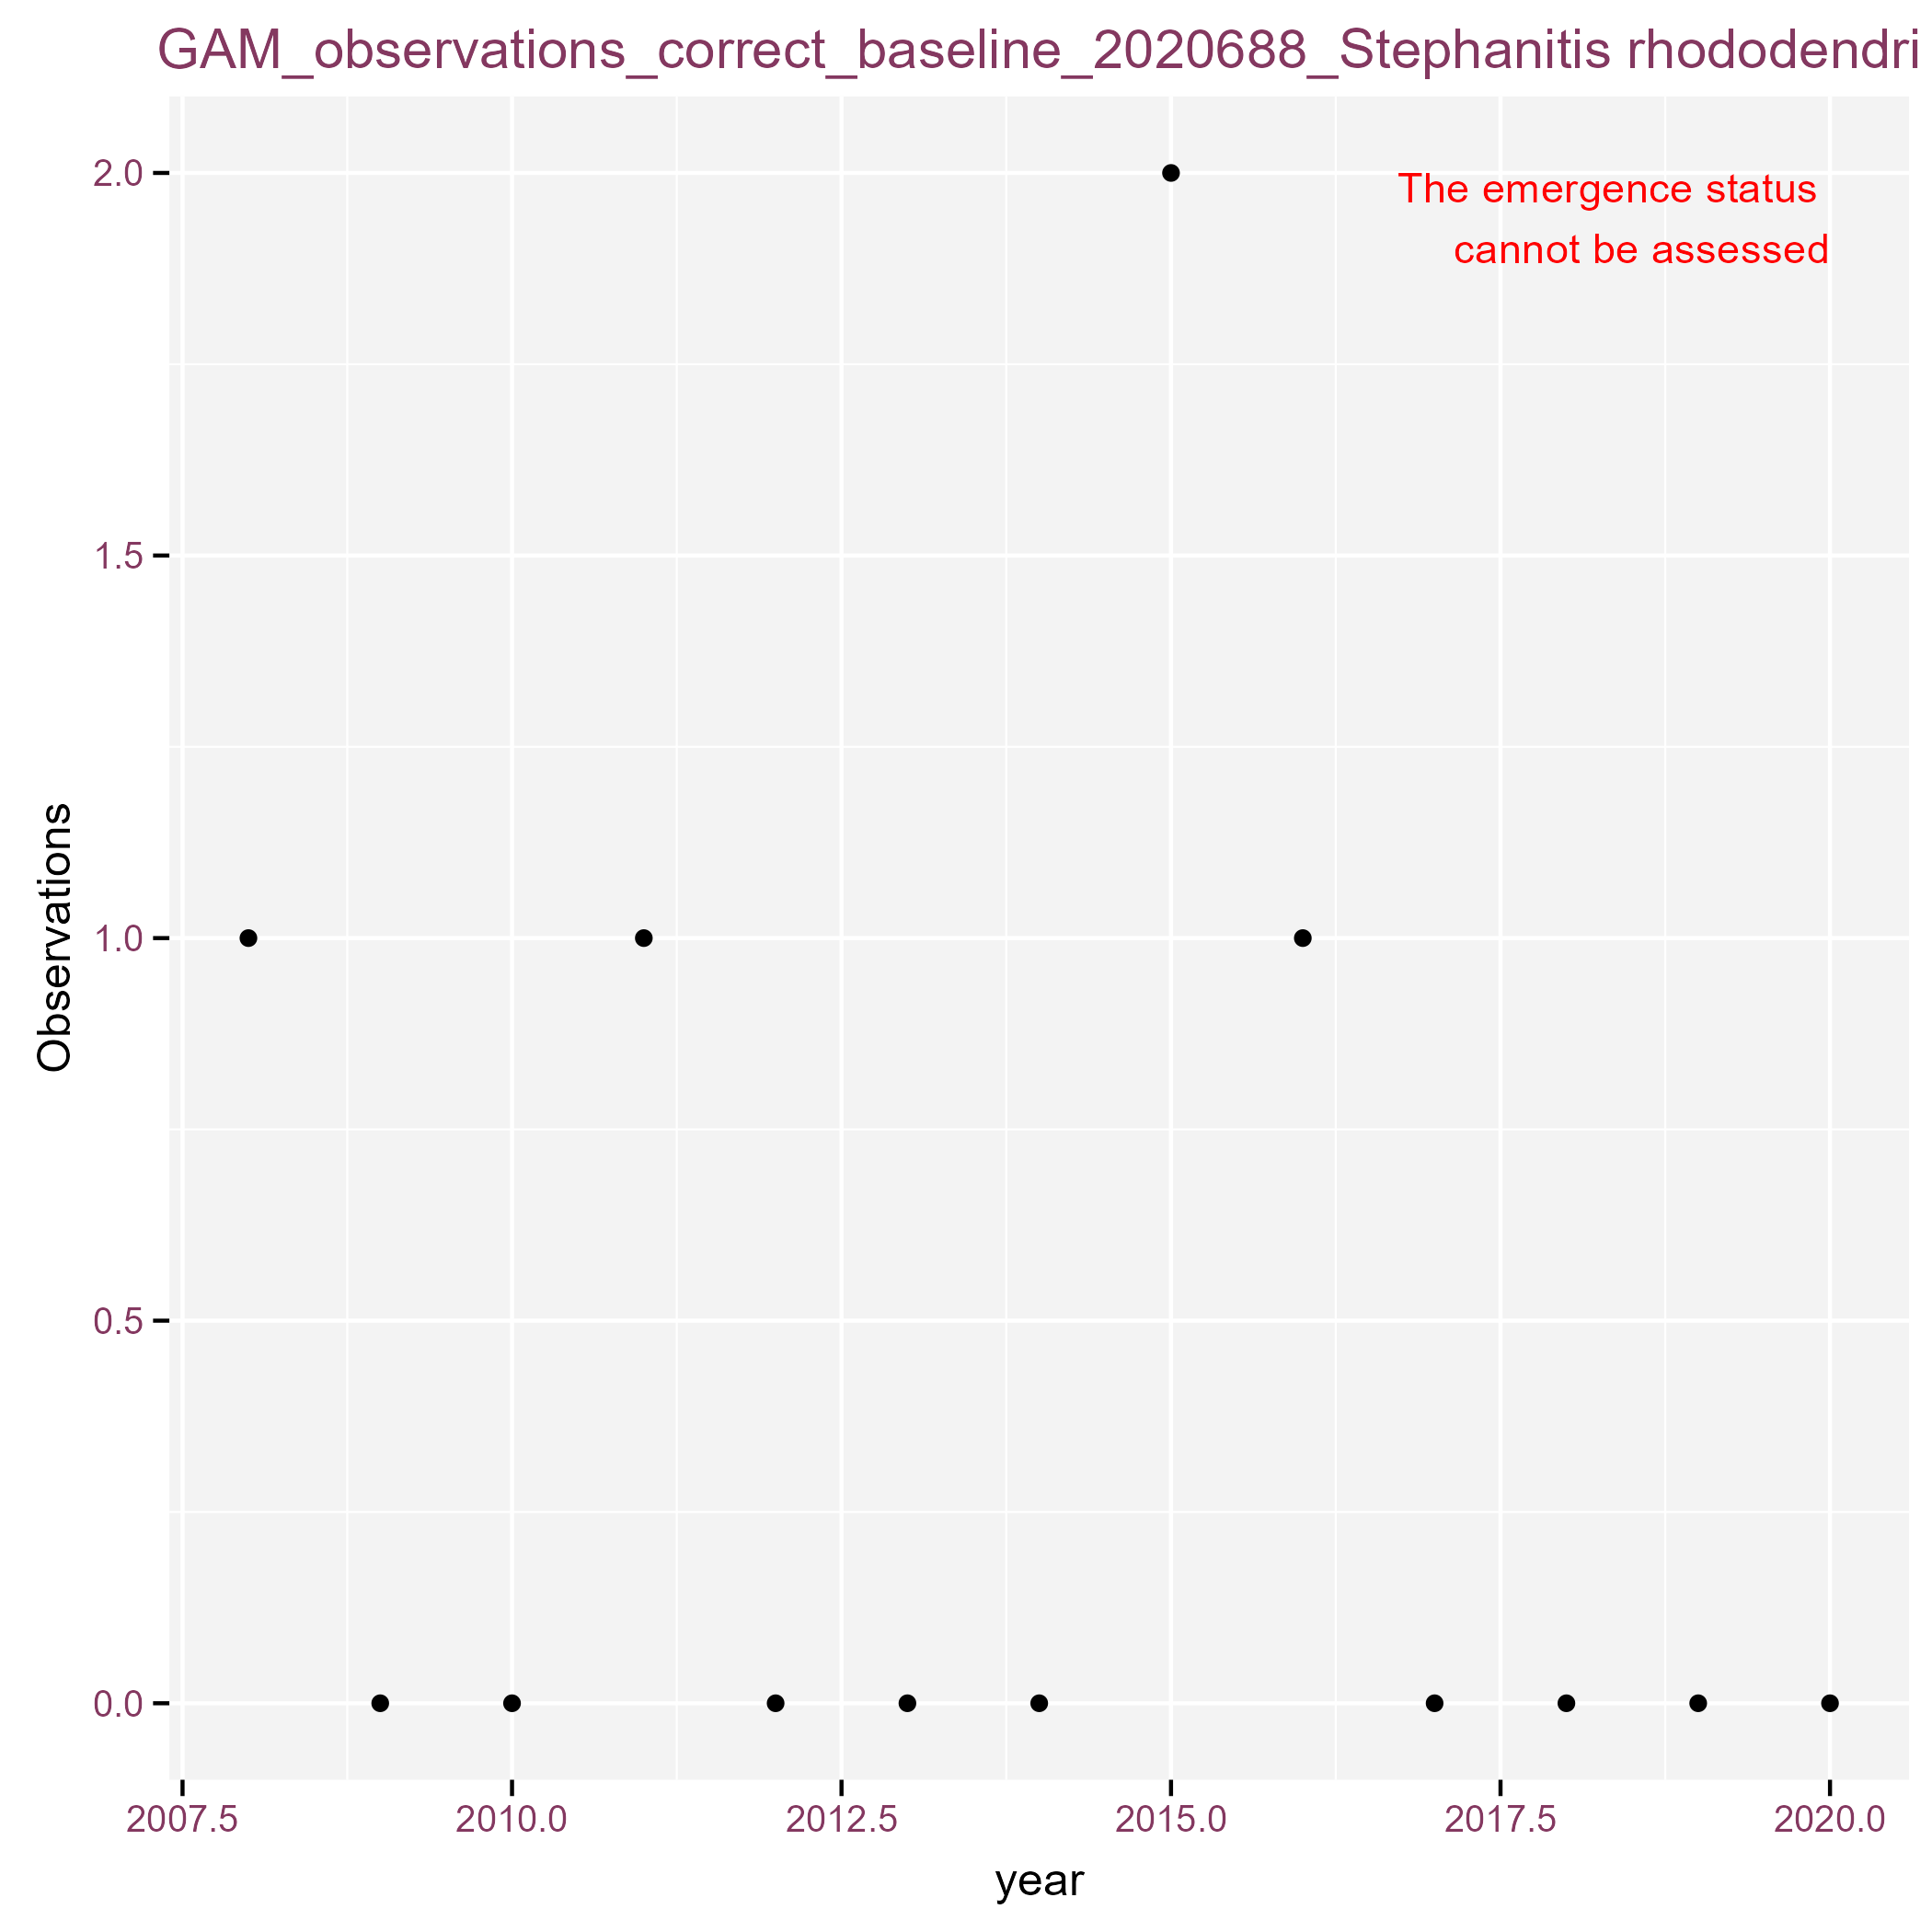 GAM_observations_correct_baseline_2020688_Stephanitis rhododendri
2.0
The emergence status
cannot be assessed
1.5
Observations
1.0
0.5
0.0
2007.5 2010.0 2012.5 2015.0 2017.5 2020.0
year